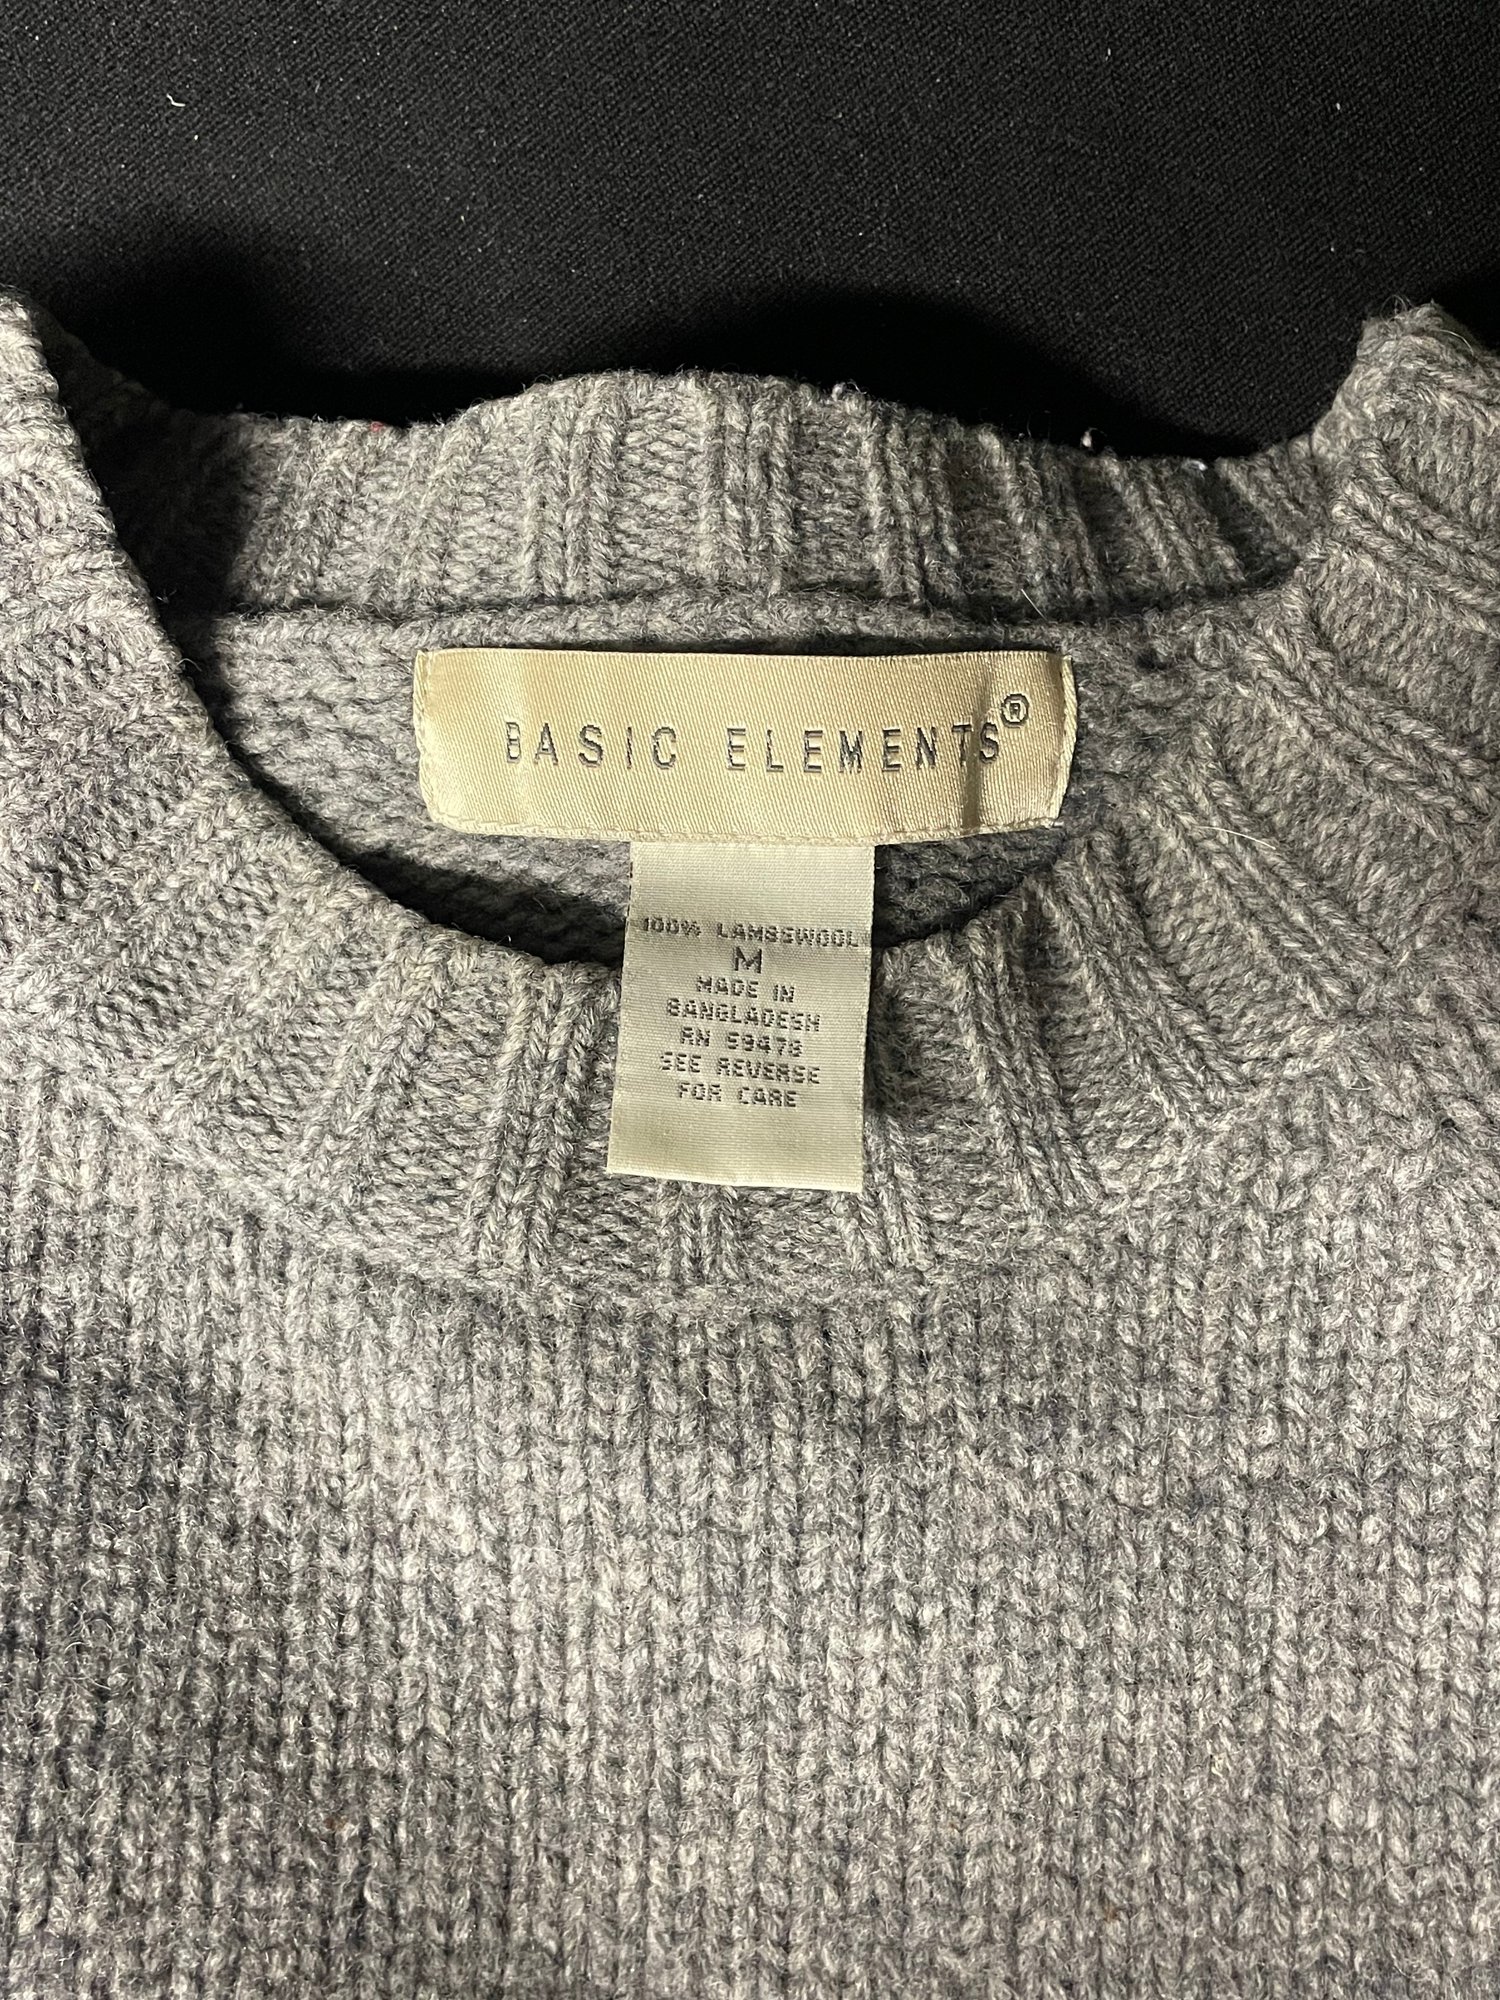 BASIC ELEMENTS®
100% LAMBSWOOL
M
MADE IN
BANGLADESH
RN 59478
SEE REVERSE
FOR CARE